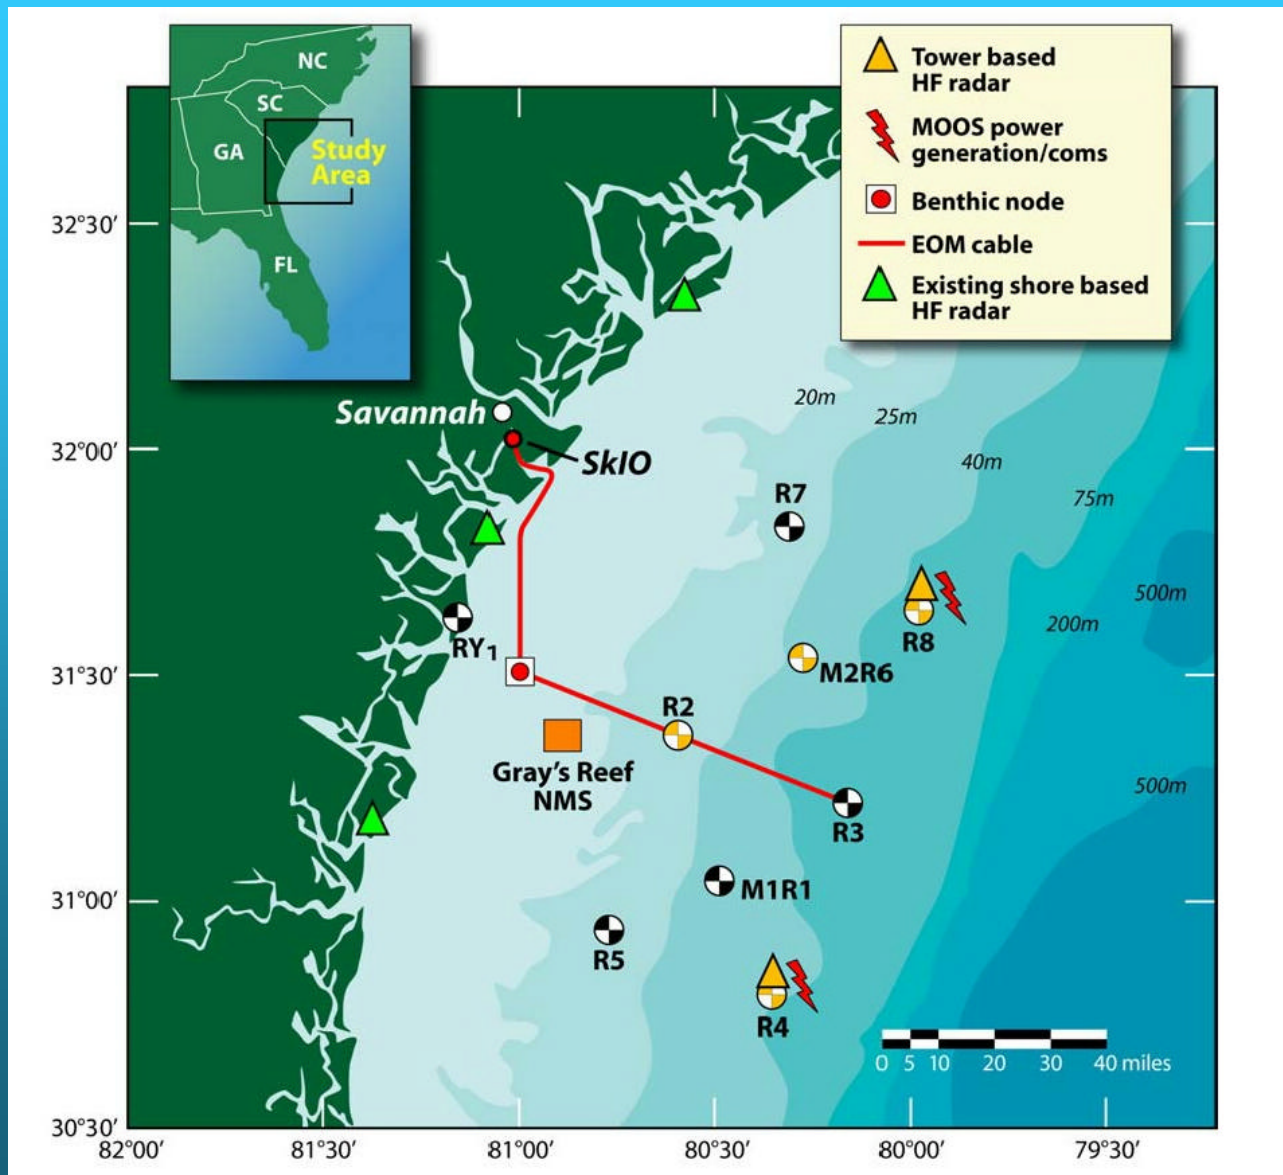 NC
SC
GA
Study
Area
FL
Tower based
HF radar
MOOS power
generation/coms
Benthic node
EOM cable
Existing shore based
HF radar
32°30′
32°00′
31°30′
31°00′
30°30′
82°00′
81°30′
81°00′
80°30′
80°00′
79°30′
Savannah
SkIO
20m
25m
40m
75m
200m
500m
500m
R7
R8
M2R6
RY1
R2
Gray's Reef
NMS
R3
M1R1
R5
R4
0 5 10 20 30 40 miles